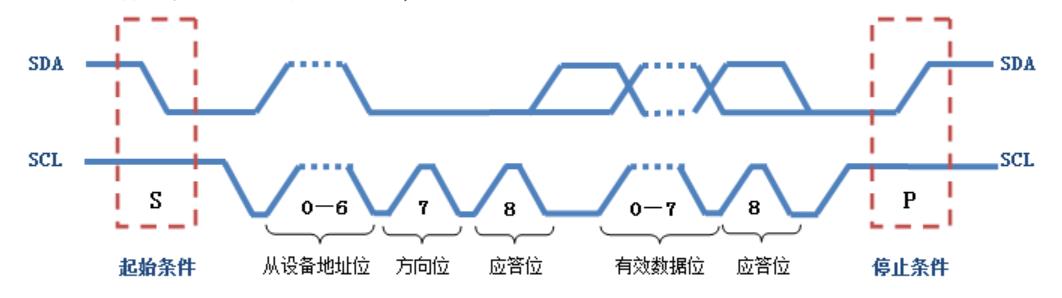 SDA
SDA
SCL
SCL
S
0—6
7
8
0—7
8
P
起始条件
从设备地址位
方向位
应答位
有效数据位
应答位
停止条件